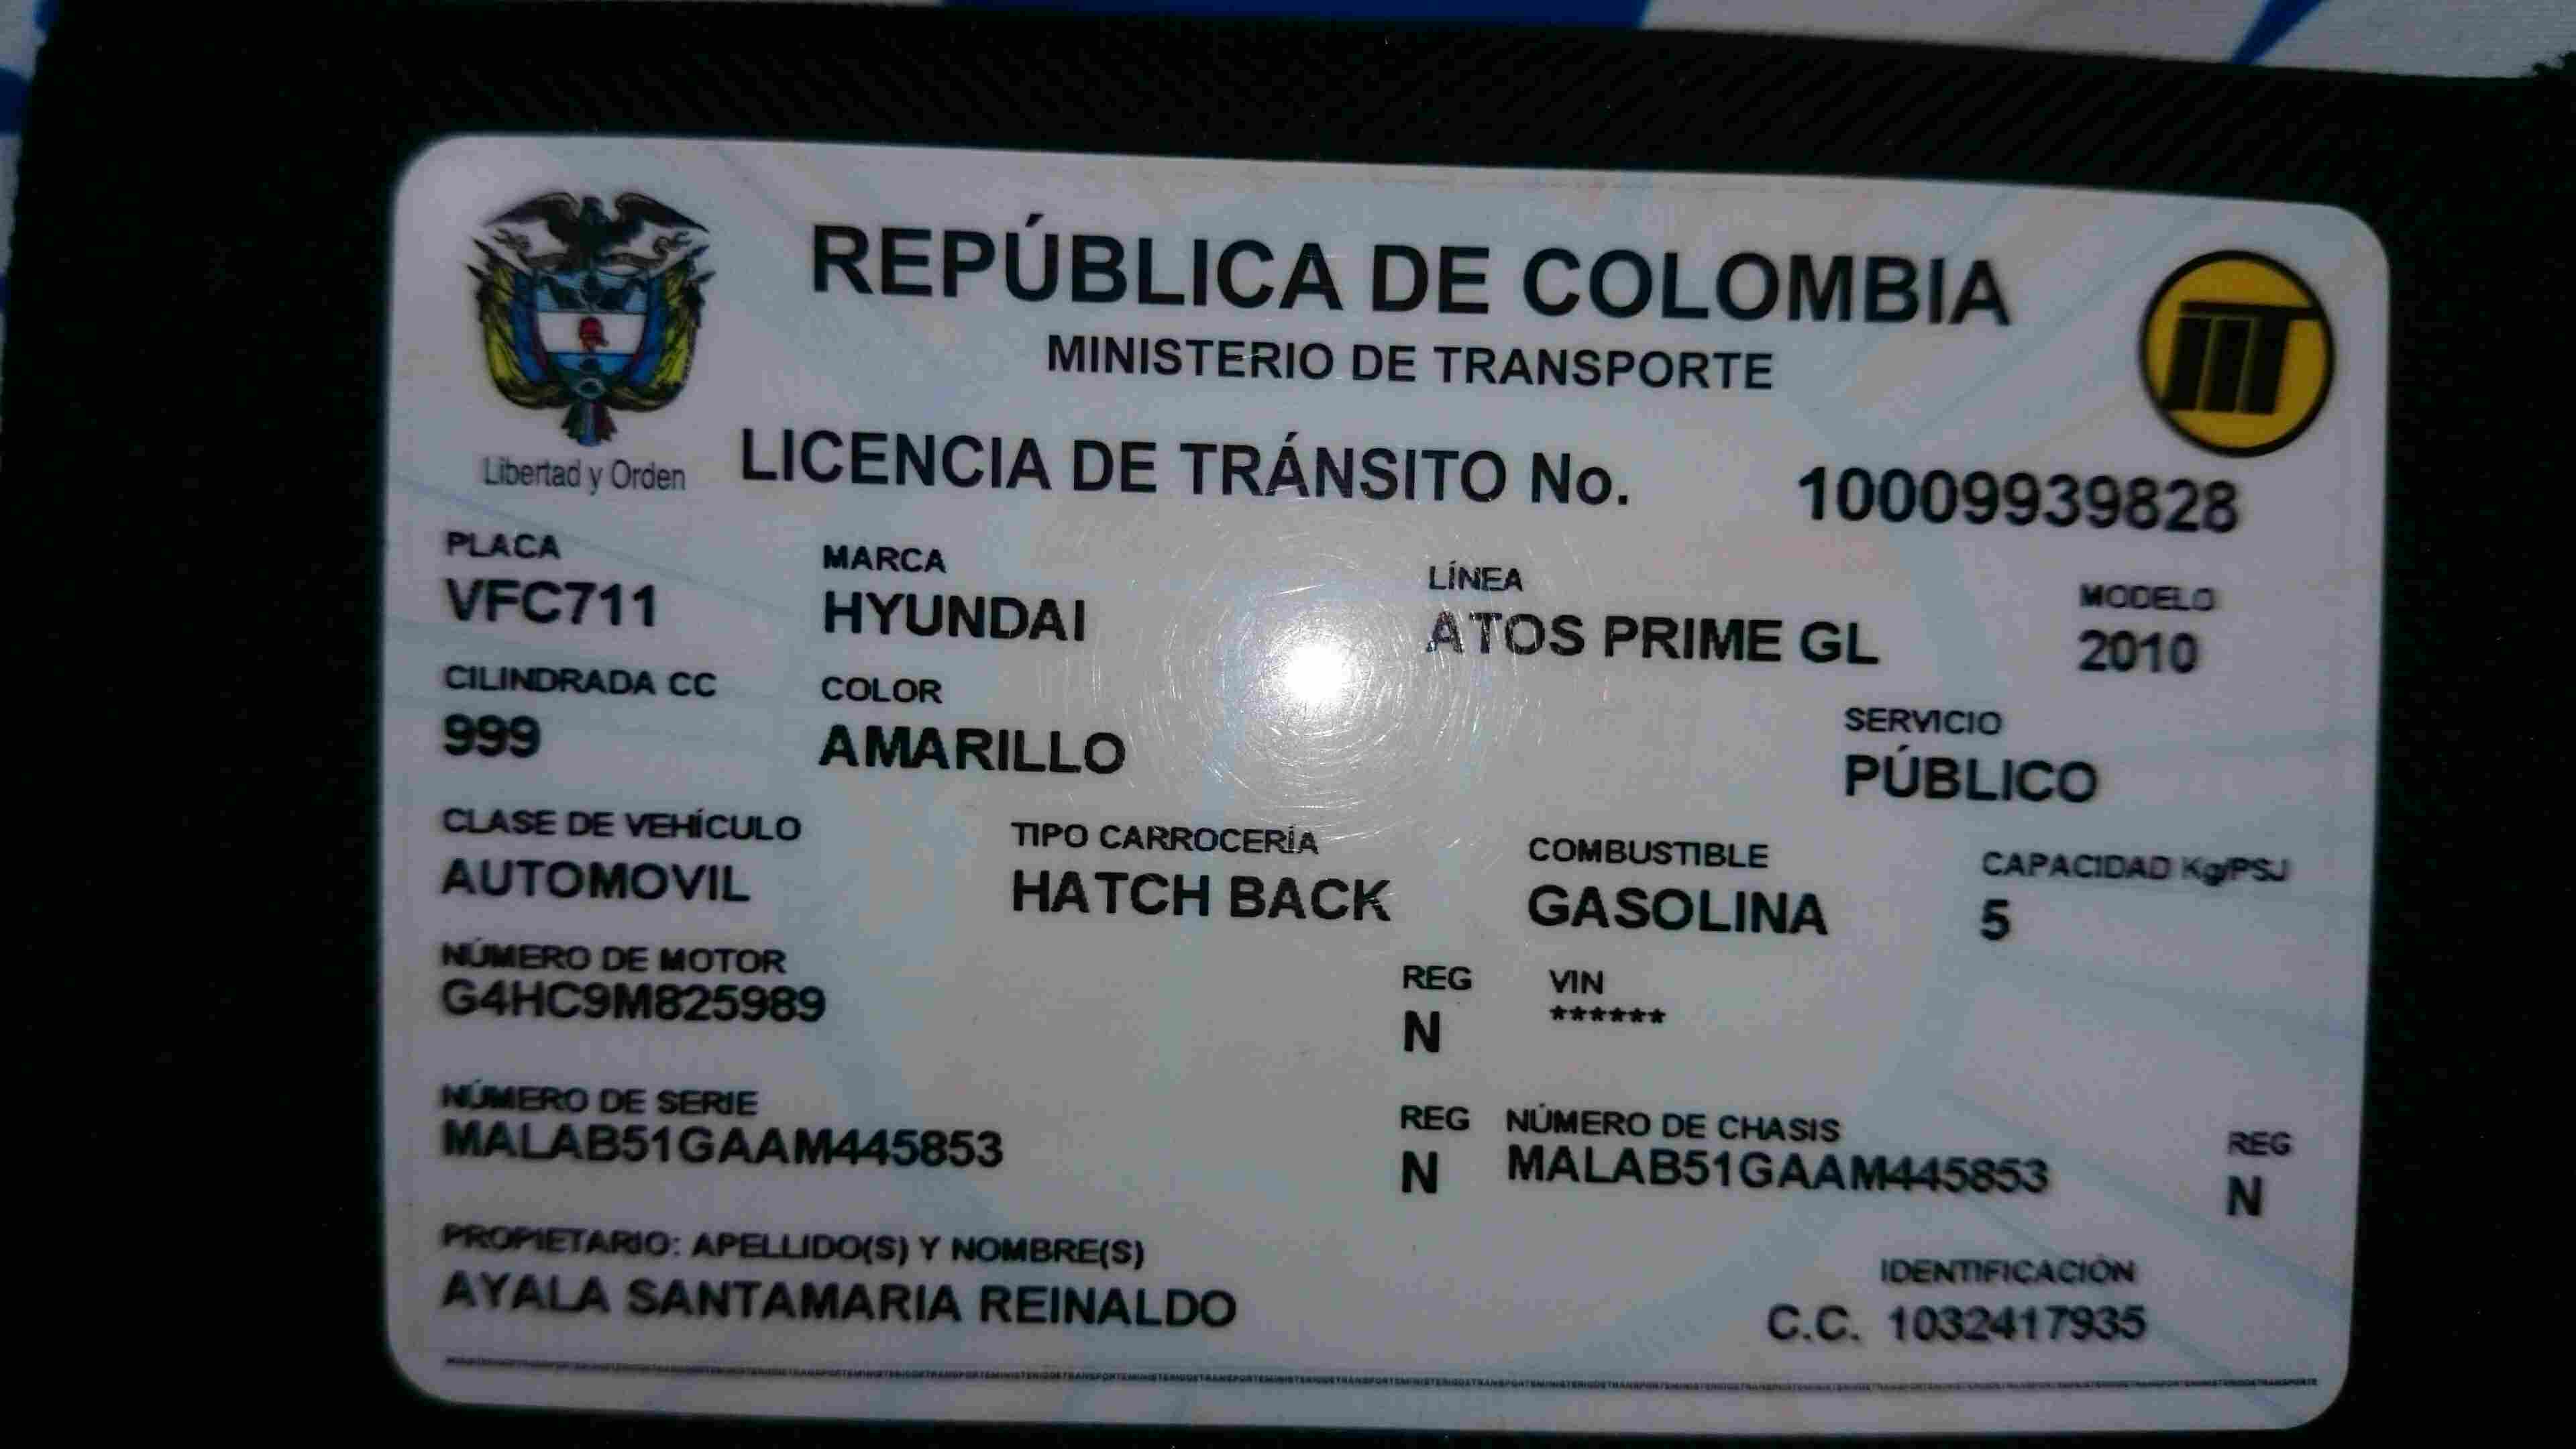 REPÚBLICA DE COLOMBIA
MINISTERIO DE TRANSPORTE
Libertad y Orden
LICENCIA DE TRÁNSITO No. 10009939828
PLACA MARCA LÍNEA MODELO
VFC711 HYUNDAI ATOS PRIME GL 2010
CILINDRADA CC COLOR SERVICIO
999 AMARILLO PÚBLICO
CLASE DE VEHÍCULO TIPO CARROCERÍA COMBUSTIBLE CAPACIDAD Kg/PSJ
AUTOMOVIL HATCH BACK GASOLINA 5
NÚMERO DE MOTOR REG VIN
G4HC9M825989 N ******
NÚMERO DE SERIE REG NÚMERO DE CHASIS REG
MALAB51GAAM445853 N MALAB51GAAM445853 N
PROPIETARIO: APELLIDO(S) Y NOMBRE(S) IDENTIFICACIÓN
AYALA SANTAMARIA REINALDO C.C. 1032417935